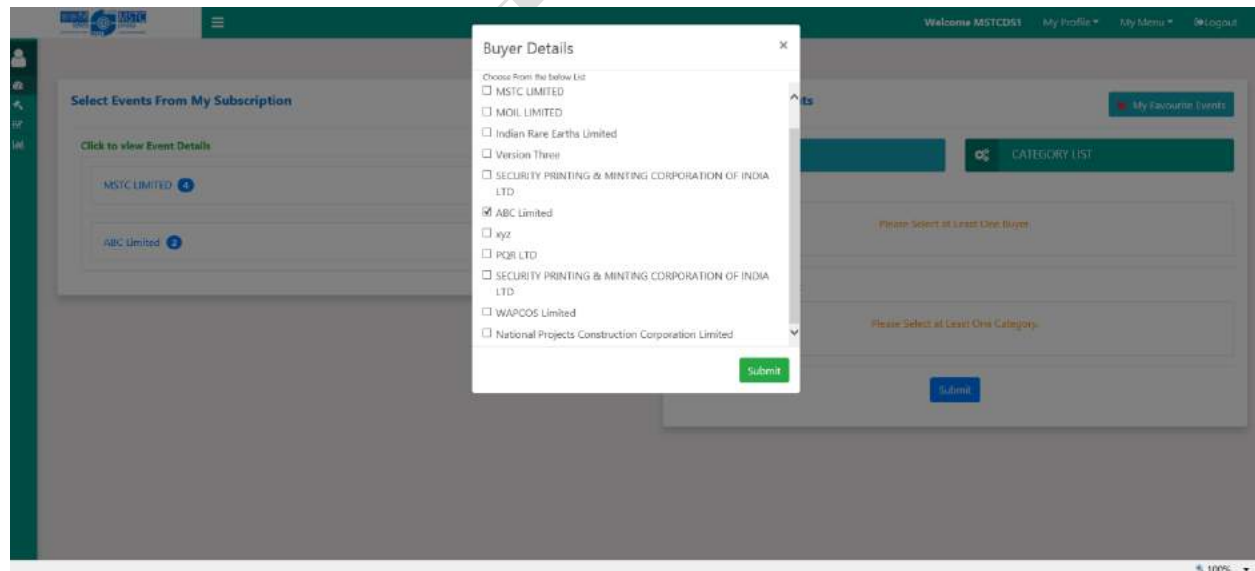 MSTC
Welcome MSTCDS1 My Profile My Menu Logout
Buyer Details ×
Choose From the below List
MSTC LIMITED
MOIL LIMITED
Indian Rare Earths Limited
Version Three
SECURITY PRINTING & MINTING CORPORATION OF INDIA
LTD
ABC Limited
xyz
PQR LTD
SECURITY PRINTING & MINTING CORPORATION OF INDIA
LTD
WAPCOS Limited
National Projects Construction Corporation Limited
Submit
Select Events From My Subscription
Click to view Event Details
MSTC LIMITED 4
ABC Limited 2
ts
My Favourite Events
CATEGORY LIST
Please Select at Least One Buyer.
Please Select at Least One Category.
Submit
100%